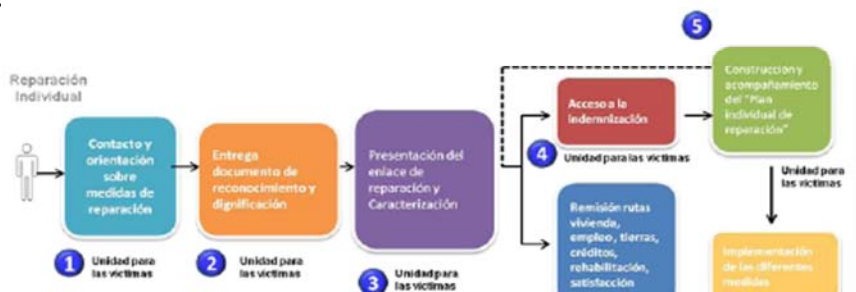 Reparación
Individual
Contacto y
orientación
sobre
medidas de
reparación
1
Unidad para
las víctimas
Entrega
documento de
reconocimiento y
dignificación
2
Unidad para
las víctimas
Presentación del
enlace de
reparación y
Caracterización
3
Unidad para
las víctimas
Acceso a la
indemnización
4
Unidad para las víctimas
Remisión rutas
vivienda,
empleo, tierras,
créditos,
rehabilitación,
satisfacción
5
Construcción y
acompañamiento
del "Plan
individual de
reparación"
Unidad para
las víctimas
Implementación
de las diferentes
medidas